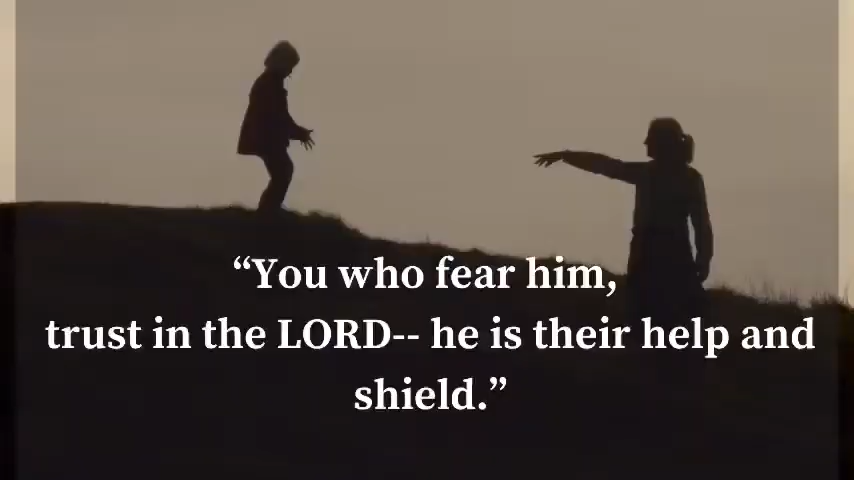 “You who fear him,
trust in the LORD-- he is their help and
shield.”